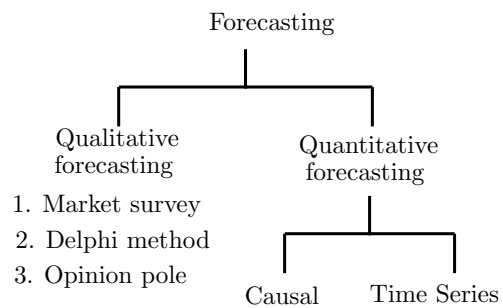 Forecasting
Qualitative
forecasting
1. Market survey
2. Delphi method
3. Opinion pole
Quantitative
forecasting
Causal
Time Series